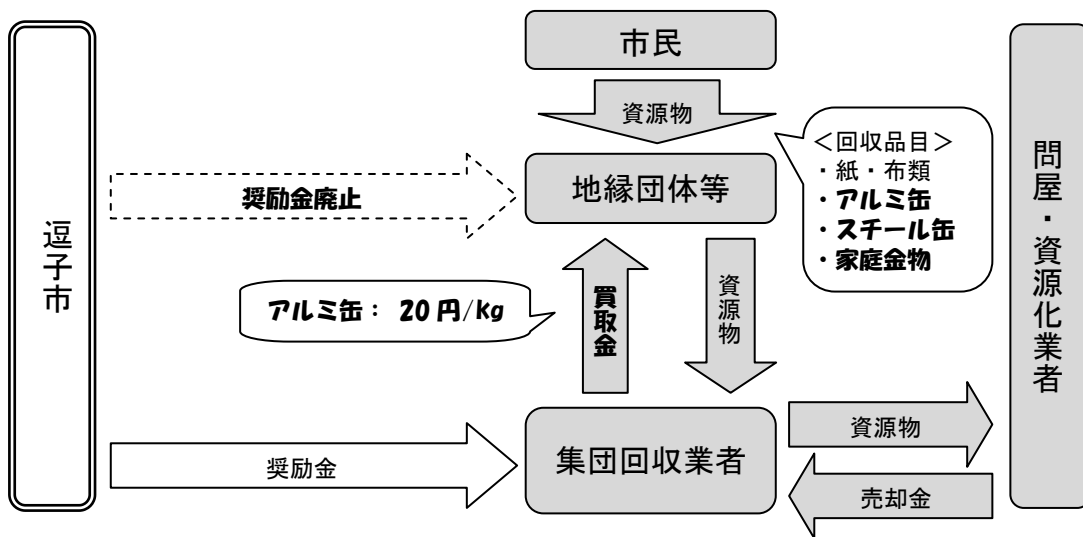 市民
資源物
＜回収品目＞
・紙・布類
・アルミ缶
・スチール缶
・家庭金物
奨励金廃止
地縁団体等
逗子市
問屋・資源化業者
アルミ缶： 20円/kg
買取金
資源物
奨励金
集団回収業者
資源物
売却金